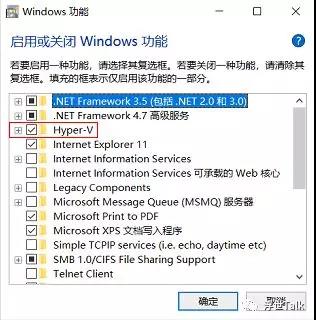 Windows 功能
启用或关闭 Windows 功能
若要启用一种功能，请选择其复选框。若要关闭一种功能，请清除其
复选框。填充的框表示仅启用该功能的一部分。
.NET Framework 3.5 (包括 .NET 2.0 和 3.0)
.NET Framework 4.7 高级服务
Hyper-V
Internet Explorer 11
Internet Information Services
Internet Information Services 可承载的 Web 核心
Legacy Components
Microsoft Message Queue (MSMQ) 服务器
Microsoft Print to PDF
Microsoft XPS 文档写入程序
Simple TCPIP services (i.e. echo, daytime etc)
SMB 1.0/CIFS File Sharing Support
Telnet Client
确定
浮世Talk